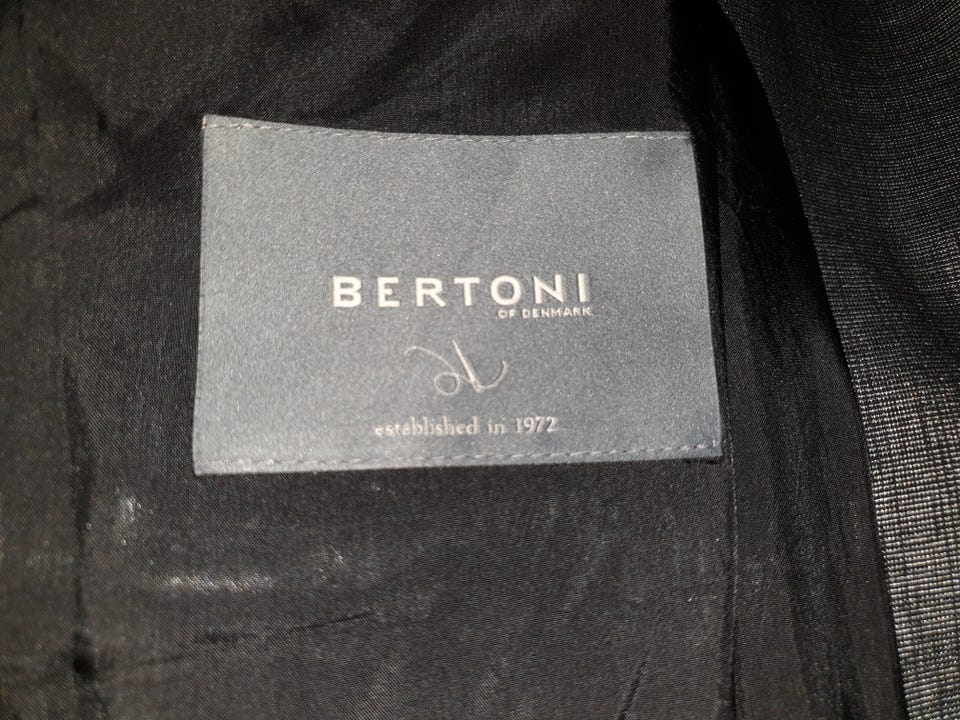 BERTONI
OF DENMARK
established in 1972